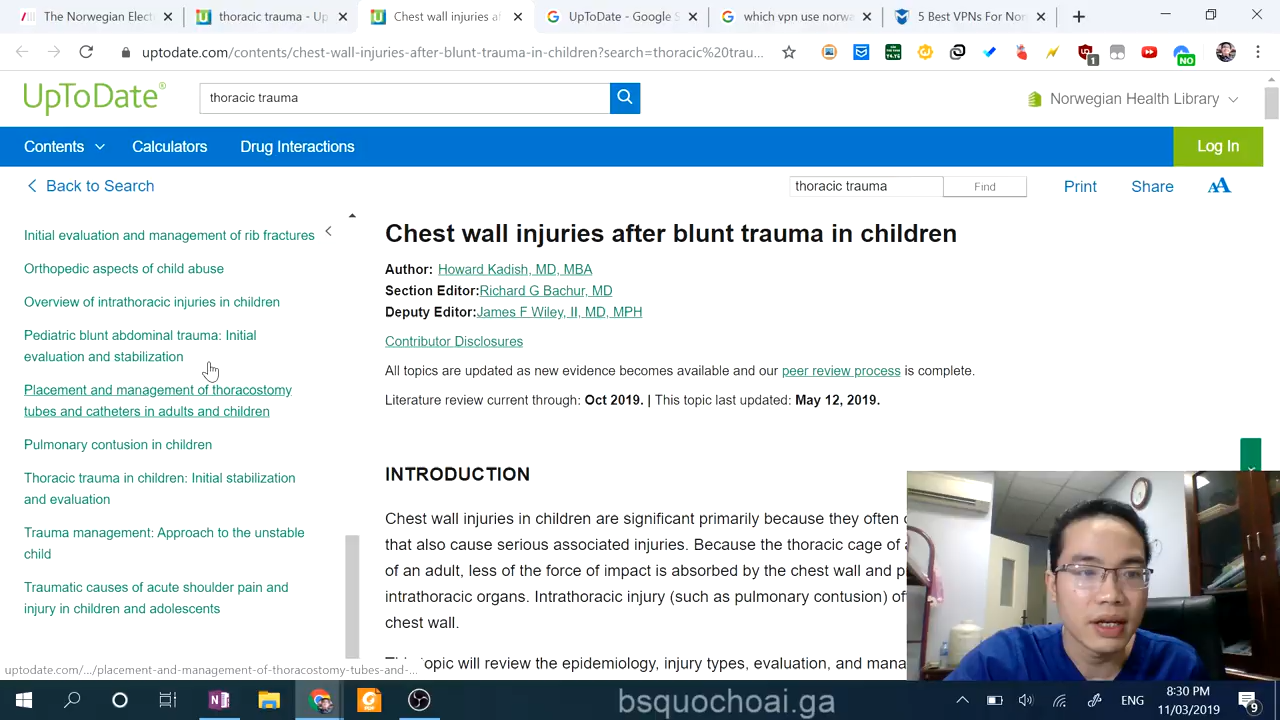 The Norwegian Elect
thoracic trauma - Up
Chest wall injuries a
UpToDate - Google S
which vpn use norwa
5 Best VPNs For Nor
uptodate.com/contents/chest-wall-injuries-after-blunt-trauma-in-children?search=thoracic%20trau...
1
NO
UpToDate®
thoracic trauma
Norwegian Health Library
Contents
Calculators
Drug Interactions
Log In
Back to Search
thoracic trauma
Find
Print
Share
AA
Initial evaluation and management of rib fractures
Orthopedic aspects of child abuse
Overview of intrathoracic injuries in children
Pediatric blunt abdominal trauma: Initial
evaluation and stabilization
Placement and management of thoracostomy
tubes and catheters in adults and children
Pulmonary contusion in children
Thoracic trauma in children: Initial stabilization
and evaluation
Trauma management: Approach to the unstable
child
Traumatic causes of acute shoulder pain and
injury in children and adolescents
Chest wall injuries after blunt trauma in children
Author: Howard Kadish, MD, MBA
Section Editor:Richard G Bachur, MD
Deputy Editor:James F Wiley, II, MD, MPH
Contributor Disclosures
All topics are updated as new evidence becomes available and our peer review process is complete.
Literature review current through: Oct 2019. | This topic last updated: May 12, 2019.
INTRODUCTION
Chest wall injuries in children are significant primarily because they often
that also cause serious associated injuries. Because the thoracic cage of
of an adult, less of the force of impact is absorbed by the chest wall and
intrathoracic organs. Intrathoracic injury (such as pulmonary contusion)
chest wall.
topic will review the epidemiology, injury types, evaluation, and
uptodate.com/.../placement-and-management-of-thoracostomy-tubes-and-...
bsquochoai.ga
ENG
8:30 PM
11/03/2019
9